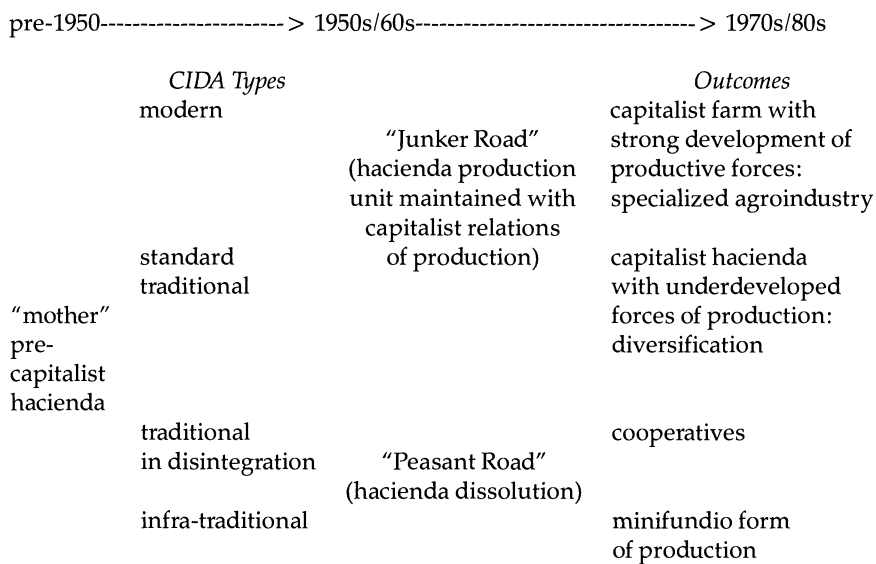 pre-1950----------------------> 1950s/60s----------------------------------> 1970s/80s
CIDA Types
Outcomes
modern
capitalist farm with
"Junker Road"
strong development of
(hacienda production
productive forces:
unit maintained with
specialized agroindustry
capitalist relations
standard
of production)
capitalist hacienda
traditional
with underdeveloped
"mother"
forces of production:
pre-
diversification
capitalist
hacienda
traditional
cooperatives
in disintegration
"Peasant Road"
(hacienda dissolution)
infra-traditional
minifundio form
of production